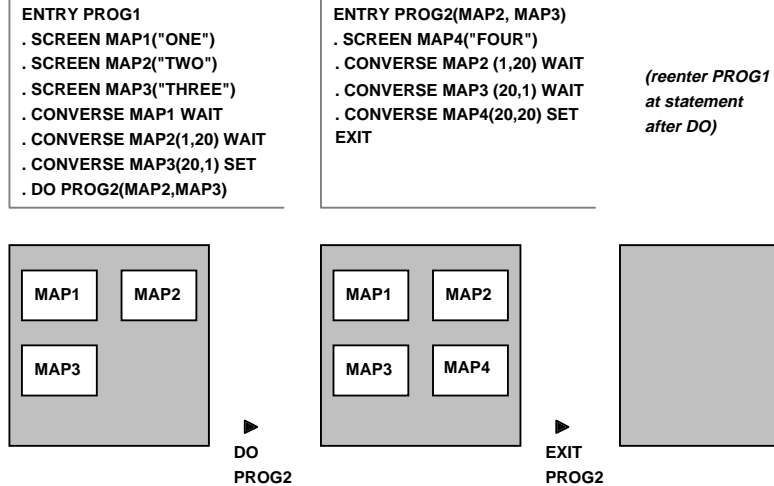 ENTRY PROG1
. SCREEN MAP1("ONE")
. SCREEN MAP2("TWO")
. SCREEN MAP3("THREE")
. CONVERSE MAP1 WAIT
. CONVERSE MAP2(1,20) WAIT
. CONVERSE MAP3(20,1) SET
. DO PROG2(MAP2,MAP3)
ENTRY PROG2(MAP2, MAP3)
. SCREEN MAP4("FOUR")
. CONVERSE MAP2 (1,20) WAIT
. CONVERSE MAP3 (20,1) WAIT
. CONVERSE MAP4(20,20) SET
EXIT
(reenter PROG1
at statement
after DO)
MAP1 MAP2
MAP3
DO
PROG2
MAP1 MAP2
MAP3 MAP4
EXIT
PROG2